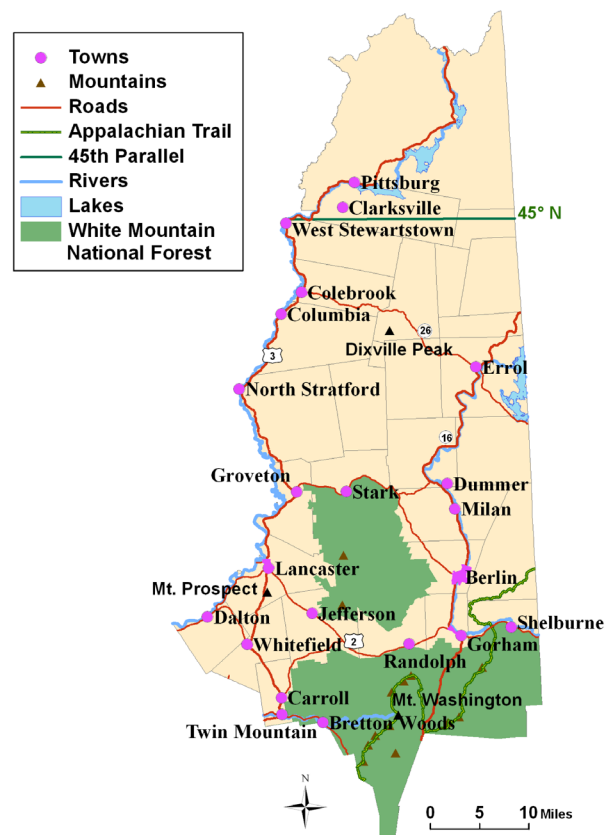 Towns
Mountains
Roads
Appalachian Trail
45th Parallel
Rivers
Lakes
White Mountain
National Forest
Pittsburg
Clarksville
45° N
West Stewartstown
Colebrook
Columbia
26
Dixville Peak
3
Errol
North Stratford
16
Groveton
Stark
Dummer
Milan
Lancaster
Berlin
Mt. Prospect
Dalton
Jefferson
Shelburne
2
Whitefield
Gorham
Randolph
Carroll
Mt. Washington
Twin Mountain
Bretton Woods
N
0 5 10 Miles